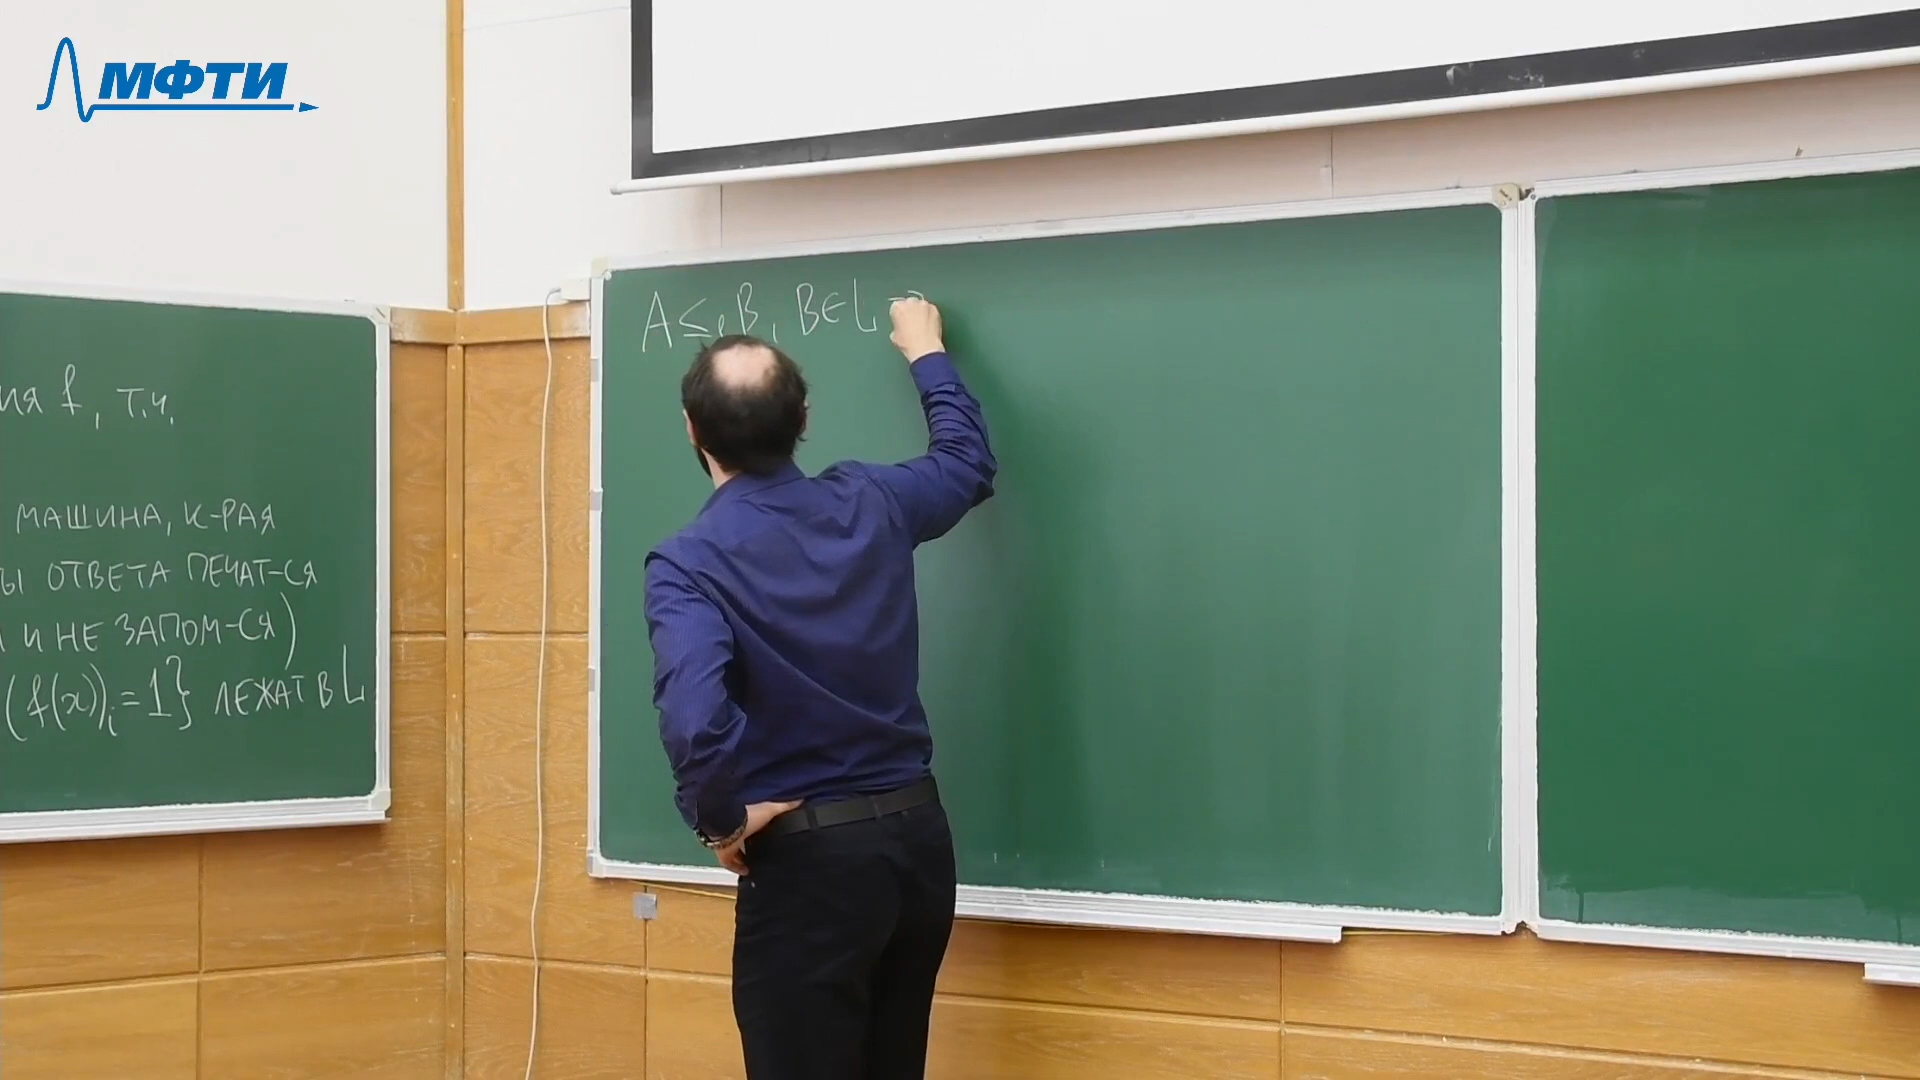 МФТИ
ия f, т.ч.
МАШИНА, К-РАЯ
Ы ОТВЕТА ПЕЧАТ-СЯ
И НЕ ЗАПОМ-СЯ)
(f(x))ᵢ=1} ЛЕЖАТ В L
A ≤ₗ B, B∈L ⇒